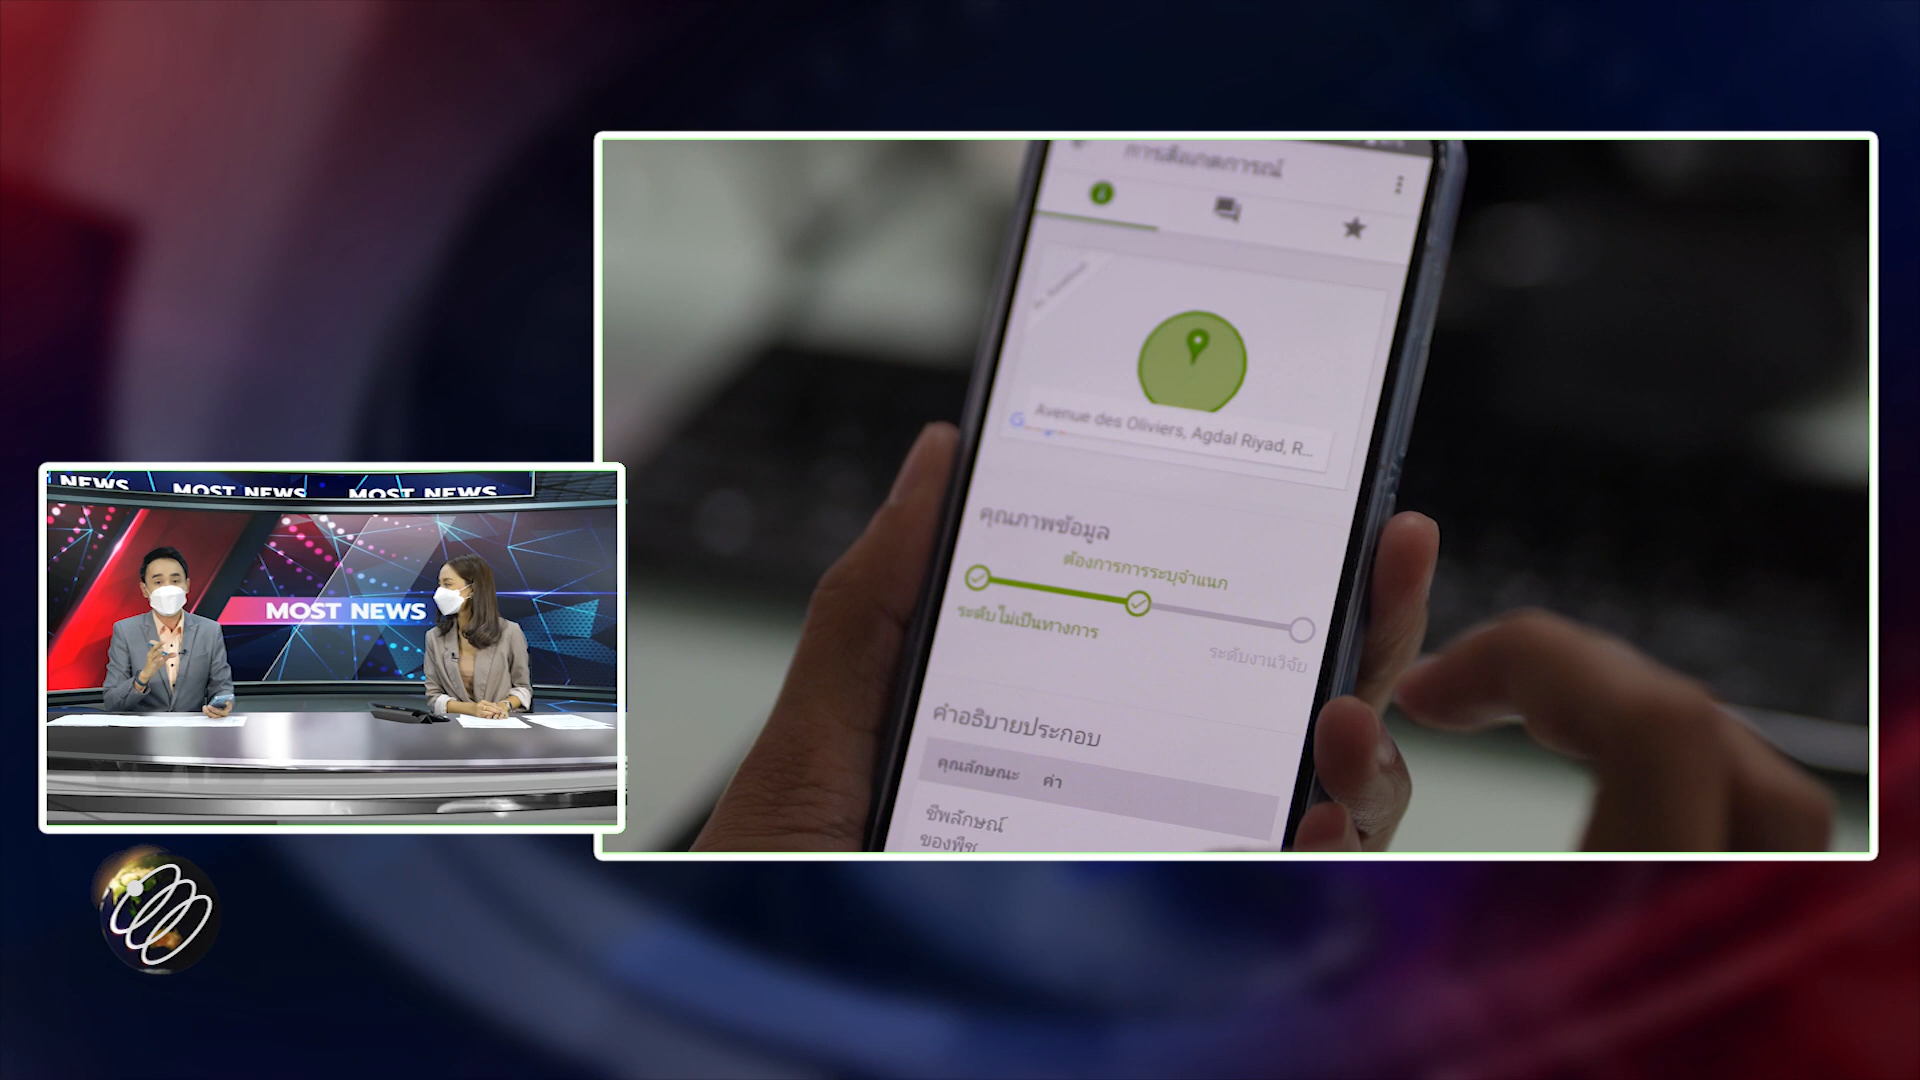 การสังเกตการณ์
Avenue des Oliviers, Agdal Riyad, R...
คุณภาพข้อมูล
ต้องการการระบุจำแนก
ระดับไม่เป็นทางการ
ระดับงานวิจัย
คำอธิบายประกอบ
คุณลักษณะ ค่า
ชีพลักษณ์
ของพืช
NEWS
MOST NEWS
MOST NEWS
MOST NEWS